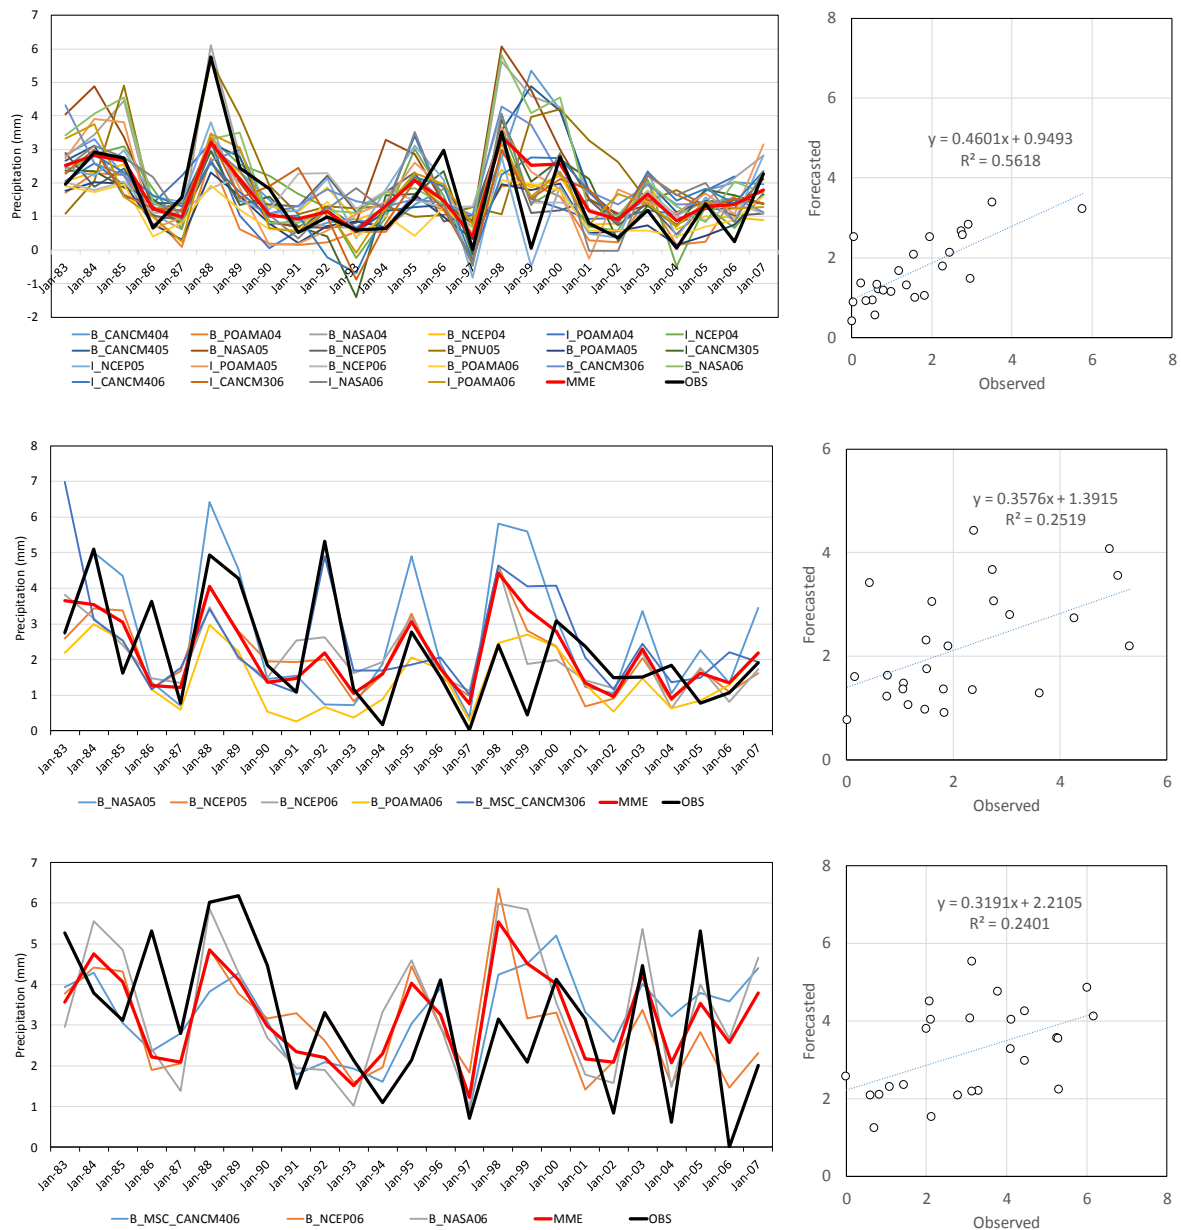 7
6
5
4
3
2
1
0
-1
-2
Precipitation (mm)
Jan-83
Jan-84
Jan-85
Jan-86
Jan-87
Jan-88
Jan-89
Jan-90
Jan-91
Jan-92
Jan-93
Jan-94
Jan-95
Jan-96
Jan-97
Jan-98
Jan-99
Jan-00
Jan-01
Jan-02
Jan-03
Jan-04
Jan-05
Jan-06
Jan-07
B_CANCM404 B_POAMA04 B_NASA04 B_NCEP04 I_POAMA04 I_NCEP04
B_CANCM405 B_NASA05 B_NCEP05 B_PNU05 B_POAMA05 I_CANCM305
I_NCEP05 I_POAMA05 B_NCEP06 B_POAMA06 B_CANCM306 B_NASA06
I_CANCM406 I_CANCM306 I_NASA06 I_POAMA06 MME OBS
8
6
4
2
0
Forecasted
y = 0.4601x + 0.9493
R² = 0.5618
0 2 4 6 8
Observed
8
7
6
5
4
3
2
1
0
Precipitation (mm)
Jan-83
Jan-84
Jan-85
Jan-86
Jan-87
Jan-88
Jan-89
Jan-90
Jan-91
Jan-92
Jan-93
Jan-94
Jan-95
Jan-96
Jan-97
Jan-98
Jan-99
Jan-00
Jan-01
Jan-02
Jan-03
Jan-04
Jan-05
Jan-06
Jan-07
B_NASA05 B_NCEP05 B_NCEP06 B_POAMA06 B_MSC_CANCM306 MME OBS
6
4
2
0
Forecasted
y = 0.3576x + 1.3915
R² = 0.2519
0 2 4 6
Observed
7
6
5
4
3
2
1
0
Precipitation (mm)
Jan-83
Jan-84
Jan-85
Jan-86
Jan-87
Jan-88
Jan-89
Jan-90
Jan-91
Jan-92
Jan-93
Jan-94
Jan-95
Jan-96
Jan-97
Jan-98
Jan-99
Jan-00
Jan-01
Jan-02
Jan-03
Jan-04
Jan-05
Jan-06
Jan-07
B_MSC_CANCM406 B_NCEP06 B_NASA06 MME OBS
8
6
4
2
0
Forecasted
y = 0.3191x + 2.2105
R² = 0.2401
0 2 4 6 8
Observed